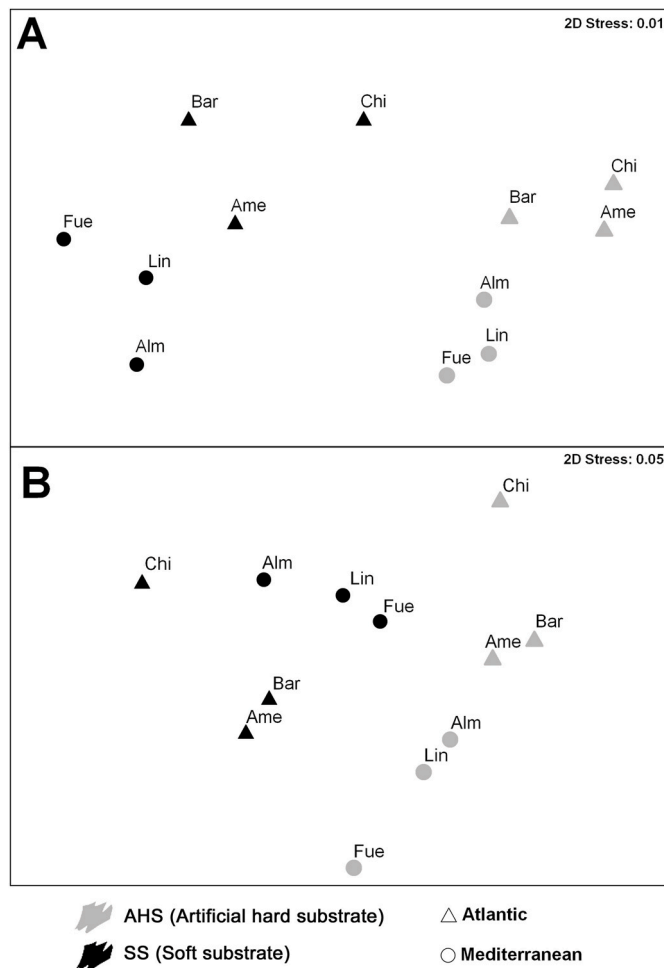 A
2D Stress: 0.01
Bar
Chi
Chi
Bar
Ame
Ame
Fue
Lin
Alm
Alm
Lin
Fue
B
2D Stress: 0.05
Chi
Chi
Alm
Lin
Fue
Bar
Ame
Bar
Ame
Alm
Lin
Fue
AHS (Artificial hard substrate)
Atlantic
SS (Soft substrate)
Mediterranean